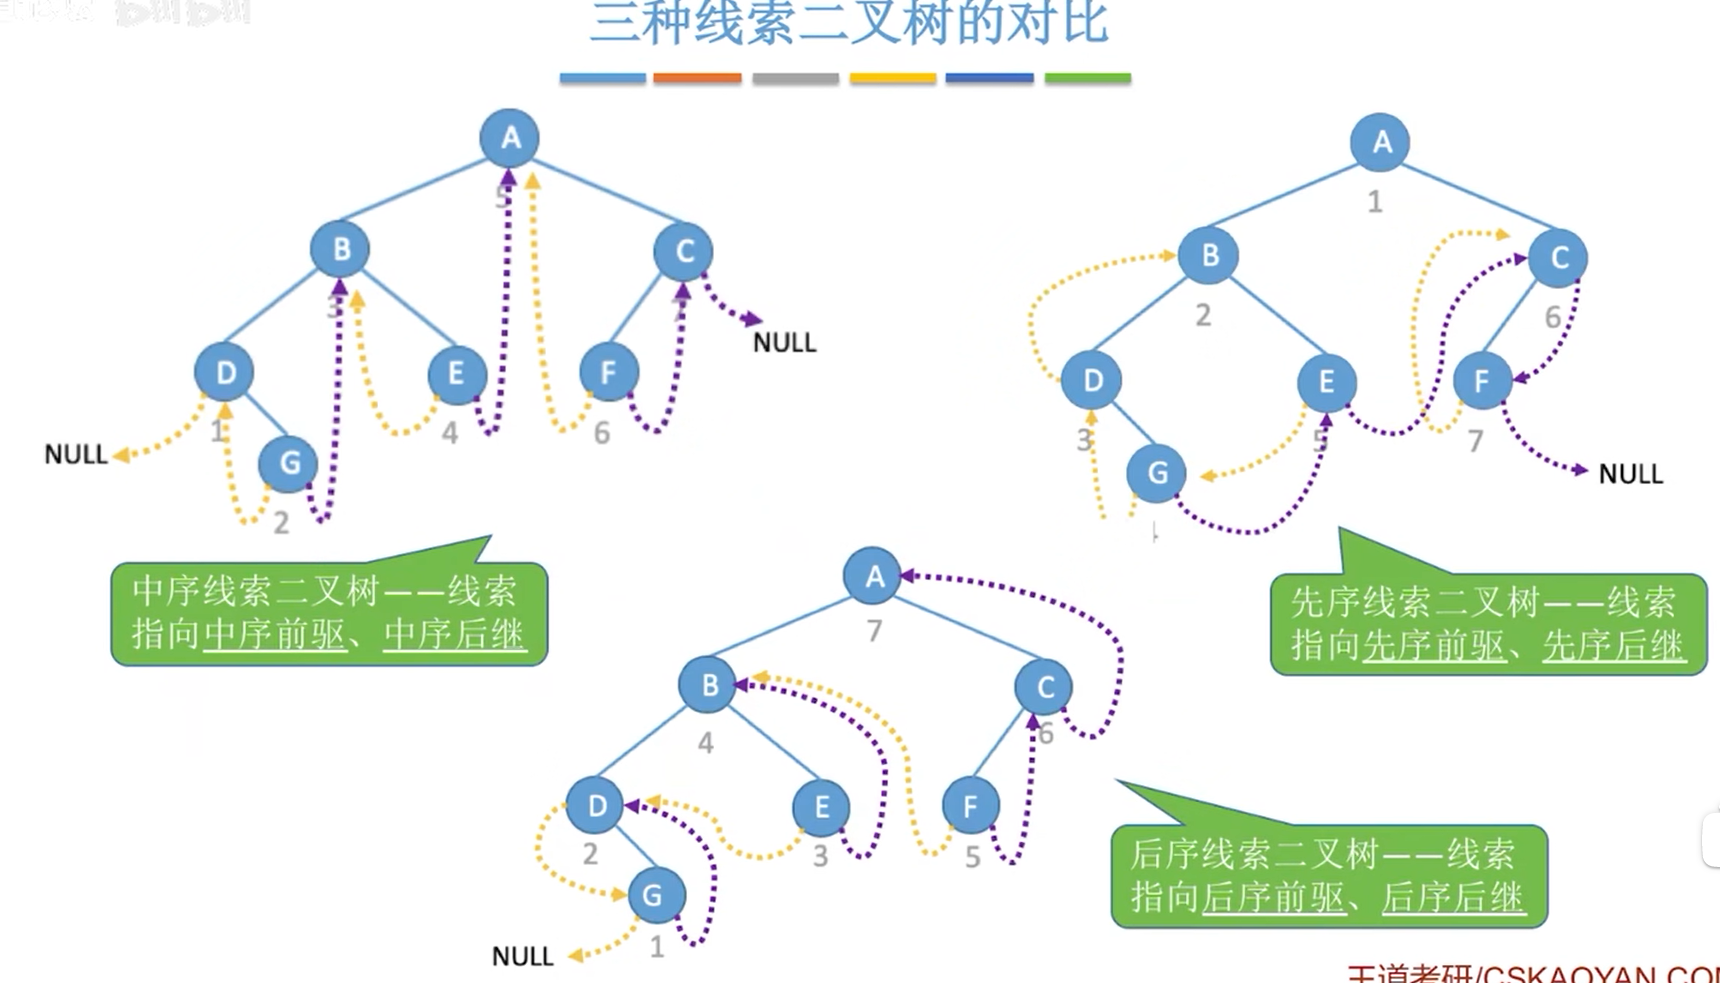 三种线索二叉树的对比
A
5
B
3
C
7
NULL
D
1
E
4
F
6
NULL
G
2
中序线索二叉树——线索
指向中序前驱、中序后继
A
1
B
2
C
6
D
3
E
5
F
7
G
NULL
先序线索二叉树——线索
指向先序前驱、先序后继
A
7
B
4
C
6
D
2
E
3
F
5
G
1
NULL
后序线索二叉树——线索
指向后序前驱、后序后继
王道考研/CSKAOYAN.COM